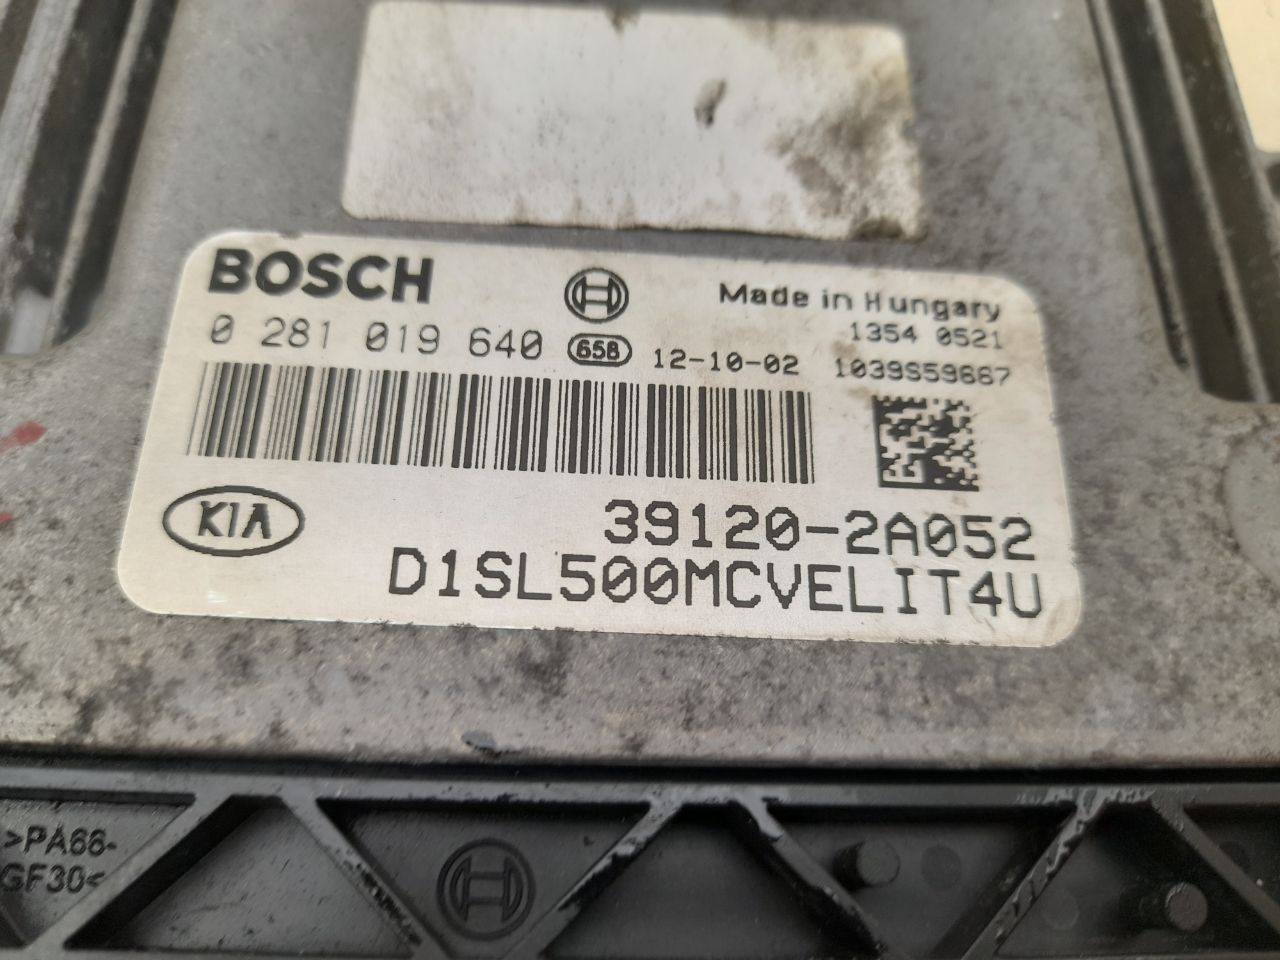 BOSCH
Made in Hungary
1354 0521
0 281 019 640 658 12-10-02 1039S59667
KIA
39120-2A052
D1SL500MCVELIT4U
>PA66-
GF30<